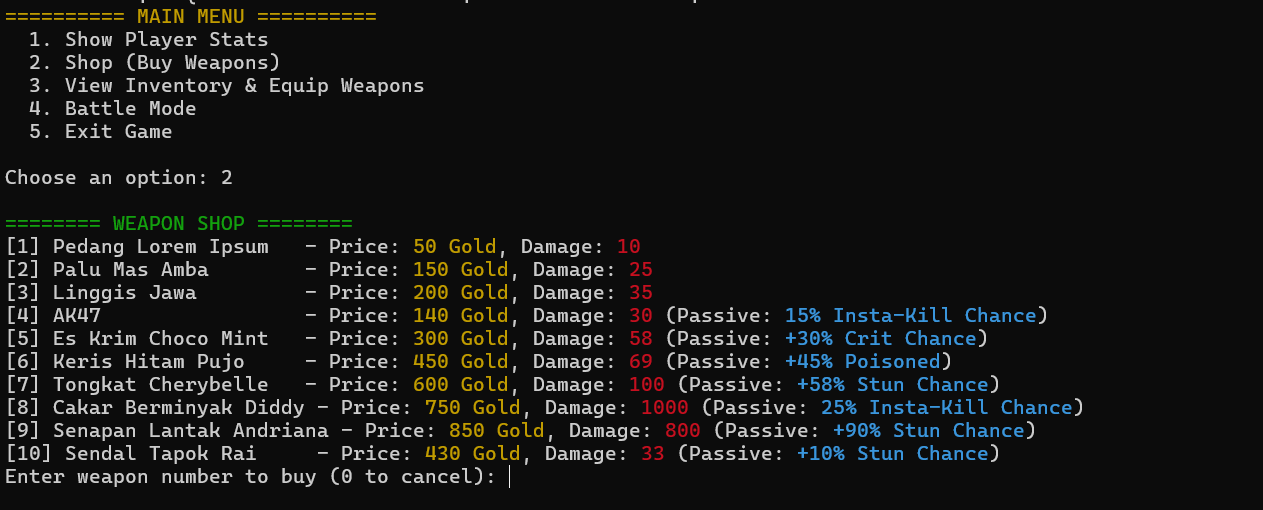 ========== MAIN MENU ==========
1. Show Player Stats
2. Shop (Buy Weapons)
3. View Inventory & Equip Weapons
4. Battle Mode
5. Exit Game
Choose an option: 2
======== WEAPON SHOP ========
[1] Pedang Lorem Ipsum   - Price: 50 Gold, Damage: 10
[2] Palu Mas Amba        - Price: 150 Gold, Damage: 25
[3] Linggis Jawa         - Price: 200 Gold, Damage: 35
[4] AK47                 - Price: 140 Gold, Damage: 30 (Passive: 15% Insta-Kill Chance)
[5] Es Krim Choco Mint   - Price: 300 Gold, Damage: 58 (Passive: +30% Crit Chance)
[6] Keris Hitam Pujo     - Price: 450 Gold, Damage: 69 (Passive: +45% Poisoned)
[7] Tongkat Cherybelle   - Price: 600 Gold, Damage: 100 (Passive: +58% Stun Chance)
[8] Cakar Berminyak Diddy - Price: 750 Gold, Damage: 1000 (Passive: 25% Insta-Kill Chance)
[9] Senapan Lantak Andriana - Price: 850 Gold, Damage: 800 (Passive: +90% Stun Chance)
[10] Sendal Tapok Rai     - Price: 430 Gold, Damage: 33 (Passive: +10% Stun Chance)
Enter weapon number to buy (0 to cancel):